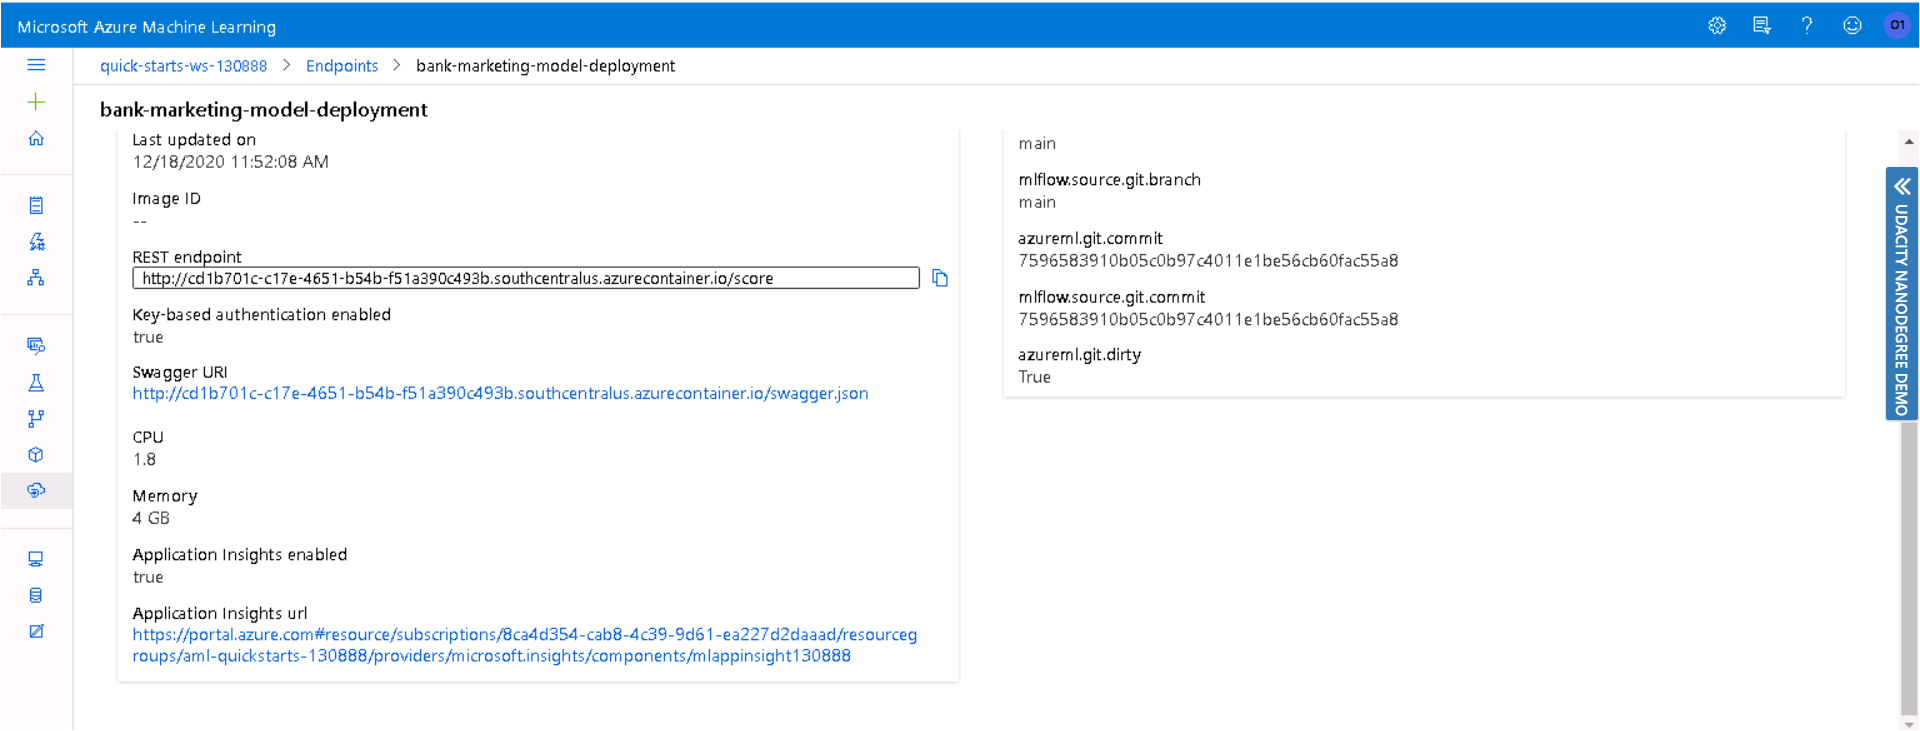 Microsoft Azure Machine Learning
?
01
quick-starts-ws-130888 > Endpoints > bank-marketing-model-deployment
bank-marketing-model-deployment
Last updated on
12/18/2020 11:52:08 AM
Image ID
--
REST endpoint
http://cd1b701c-c17e-4651-b54b-f51a390c493b.southcentralus.azurecontainer.io/score
Key-based authentication enabled
true
Swagger URI
http://cd1b701c-c17e-4651-b54b-f51a390c493b.southcentralus.azurecontainer.io/swagger.json
CPU
1.8
Memory
4 GB
Application Insights enabled
true
Application Insights url
https://portal.azure.com#resource/subscriptions/8ca4d354-cab8-4c39-9d61-ea227d2daaad/resourceg
roups/aml-quickstarts-130888/providers/microsoft.insights/components/mlappinsight130888
main
mlflow.source.git.branch
main
azureml.git.commit
7596583910b05c0b97c4011e1be56cb60fac55a8
mlflow.source.git.commit
7596583910b05c0b97c4011e1be56cb60fac55a8
azureml.git.dirty
True
UDACITY NANODEGREE DEMO